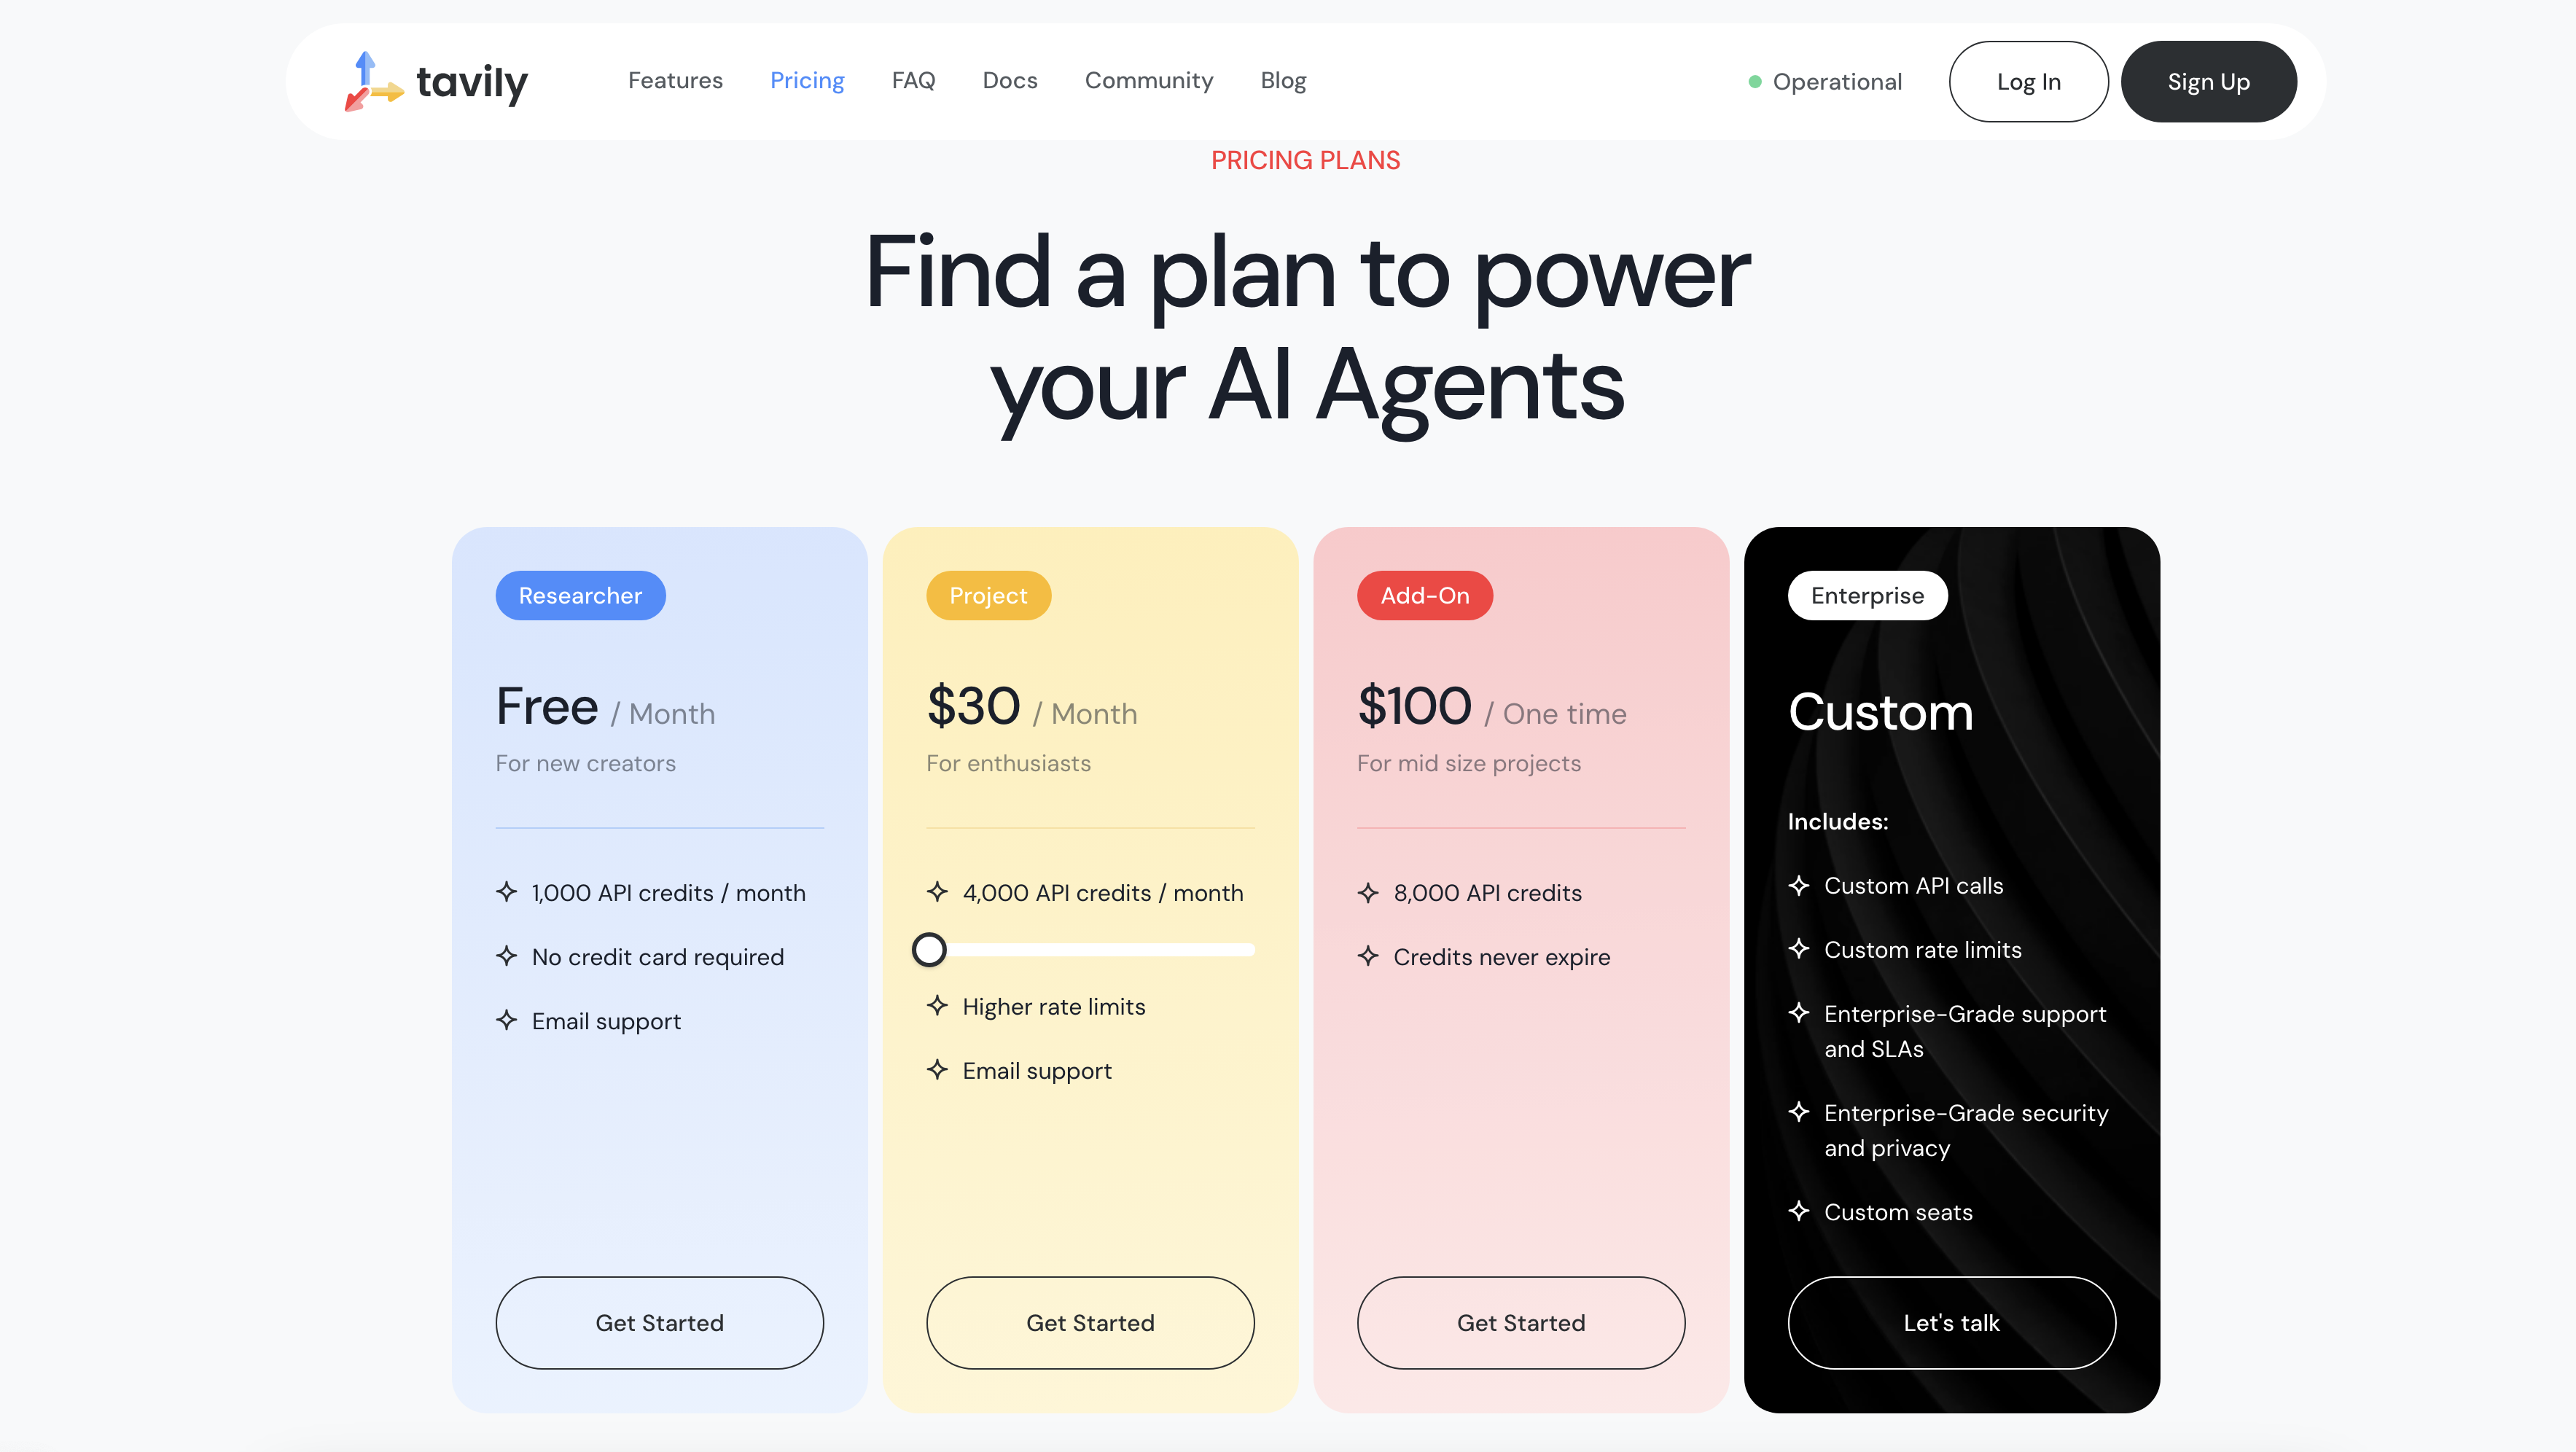 tavily
Features
Pricing
FAQ
Docs
Community
Blog
Operational
Log In
Sign Up
PRICING PLANS
Find a plan to power
your AI Agents
Researcher
Free / Month
For new creators
1,000 API credits / month
No credit card required
Email support
Get Started
Project
$30 / Month
For enthusiasts
4,000 API credits / month
Higher rate limits
Email support
Get Started
Add-On
$100 / One time
For mid size projects
8,000 API credits
Credits never expire
Get Started
Enterprise
Custom
Includes:
Custom API calls
Custom rate limits
Enterprise-Grade support
and SLAs
Enterprise-Grade security
and privacy
Custom seats
Let's talk